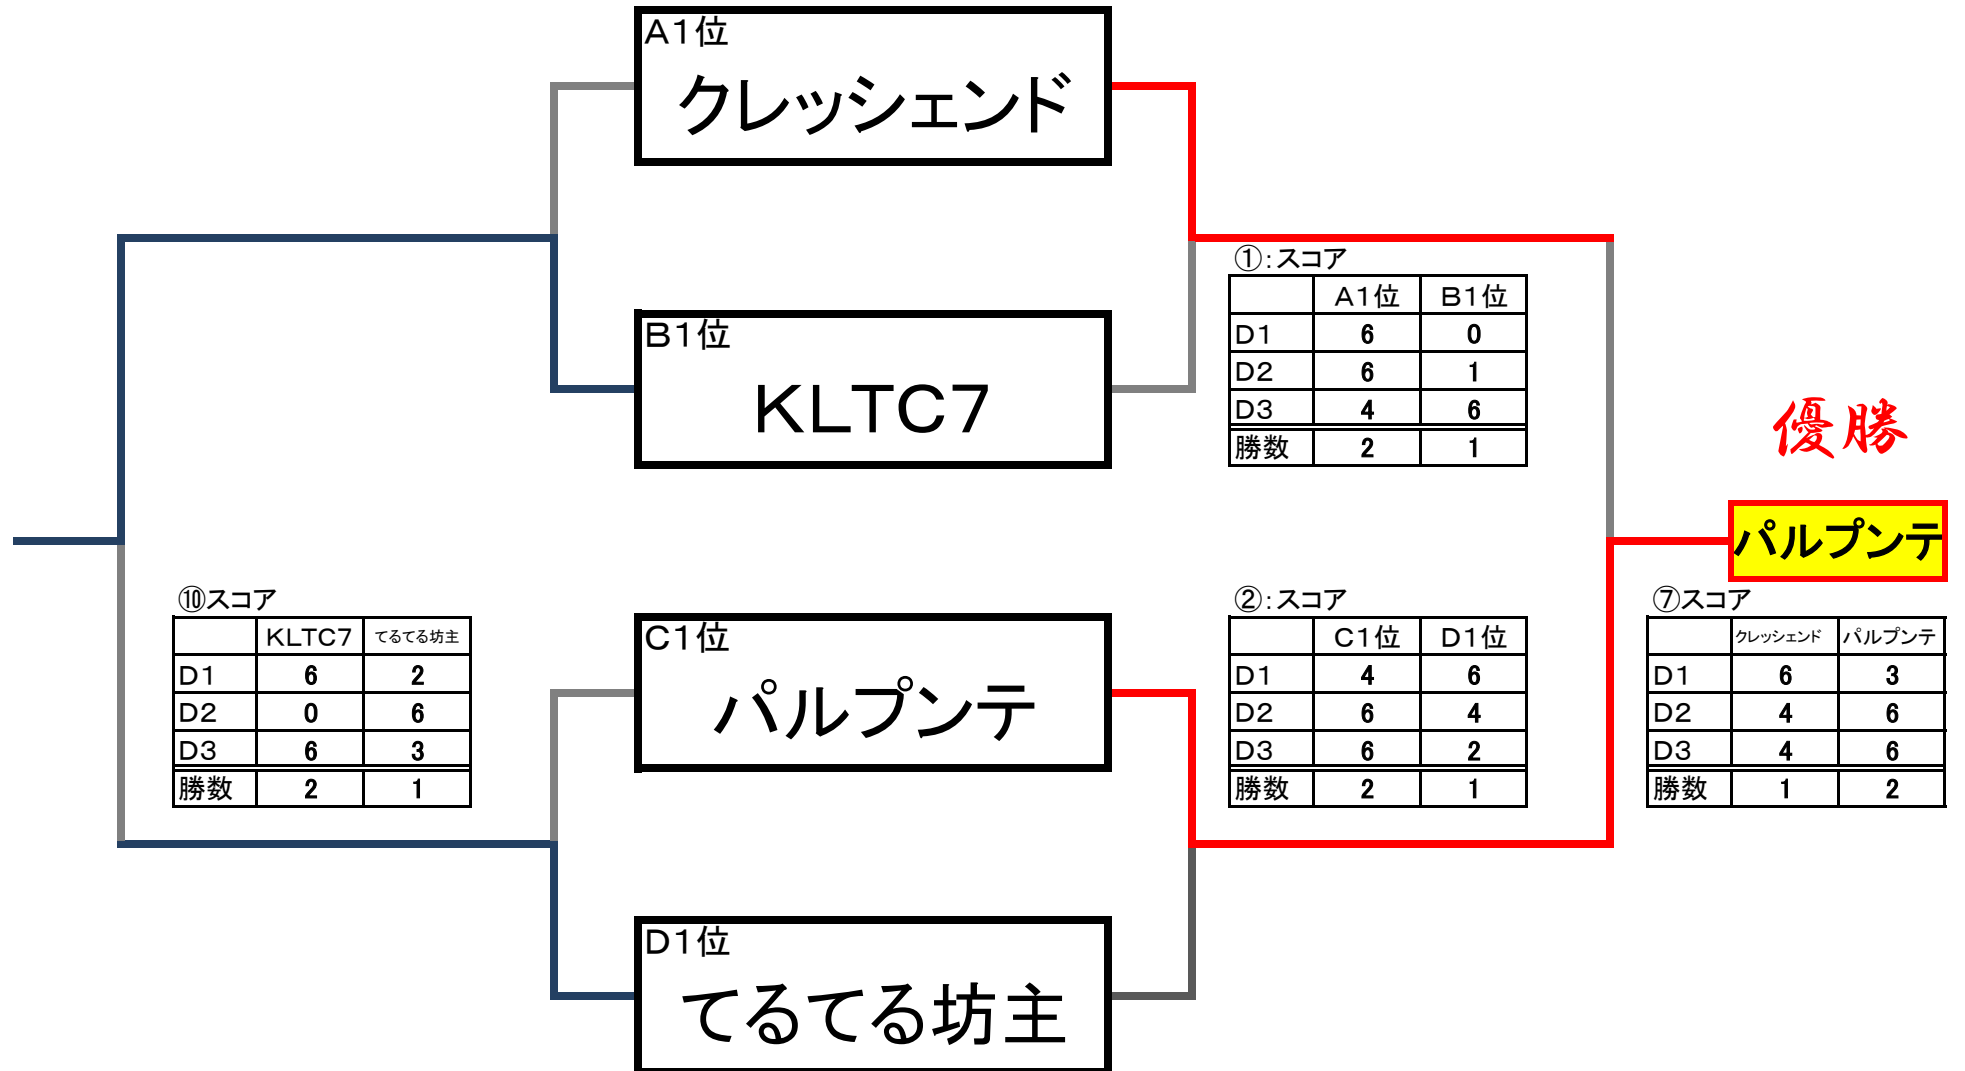 A1位
クレッシェンド
B1位
KLTC7
①:スコア
A1位 B1位
D1 6 0
D2 6 1
D3 4 6
勝数 2 1
優勝
パルプンテ
⑩スコア
KLTC7 てるてる坊主
D1 6 2
D2 0 6
D3 6 3
勝数 2 1
C1位
パルプンテ
②:スコア
C1位 D1位
D1 4 6
D2 6 4
D3 6 2
勝数 2 1
⑦スコア
クレッシェンド パルプンテ
D1 6 3
D2 4 6
D3 4 6
勝数 1 2
D1位
てるてる坊主